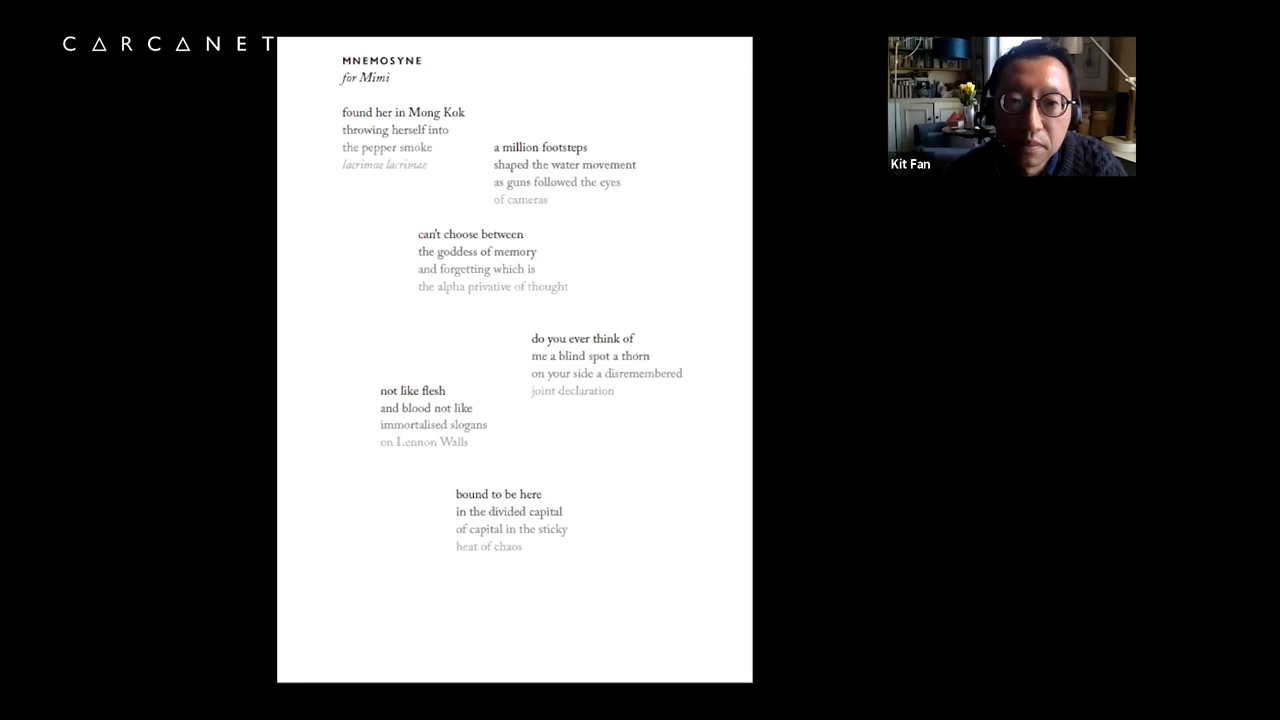 CARCANET
MNEMOSYNE
for Mimi
found her in Mong Kok
throwing herself into
the pepper smoke
lacrimae lacrimae
a million footsteps
shaped the water movement
as guns followed the eyes
of cameras
can't choose between
the goddess of memory
and forgetting which is
the alpha privative of thought
do you ever think of
me a blind spot a thorn
on your side a disremembered
joint declaration
not like flesh
and blood not like
immortalised slogans
on Lennon Walls
bound to be here
in the divided capital
of capital in the sticky
heat of chaos
Kit Fan